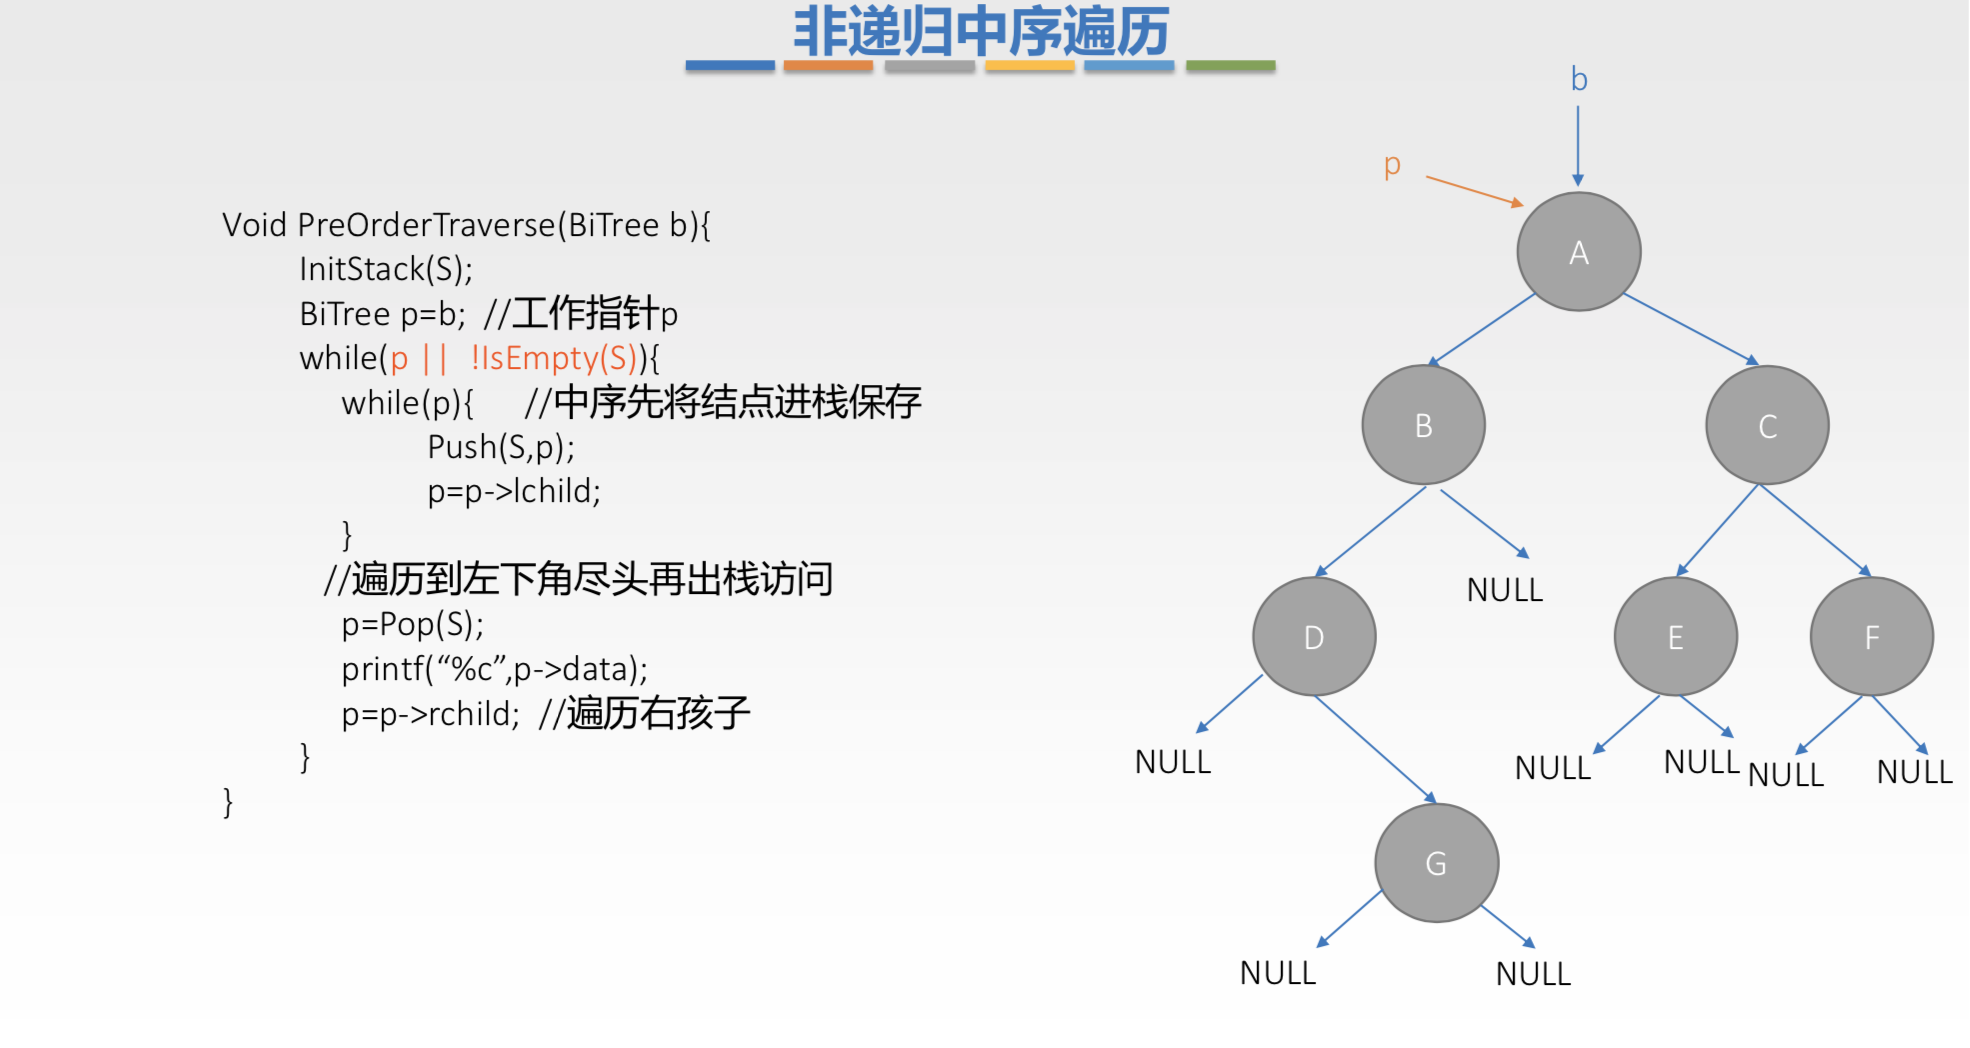 非递归中序遍历
Void PreOrderTraverse(BiTree b){
InitStack(S);
BiTree p=b; //工作指针p
while(p || !IsEmpty(S)){
while(p){ //中序先将结点进栈保存
Push(S,p);
p=p->lchild;
}
//遍历到左下角尽头再出栈访问
p=Pop(S);
printf(“%c”,p->data);
p=p->rchild; //遍历右孩子
}
}
b
p
A
B
C
NULL
D
E
F
NULL
NULL
NULL
NULL
NULL
G
NULL
NULL